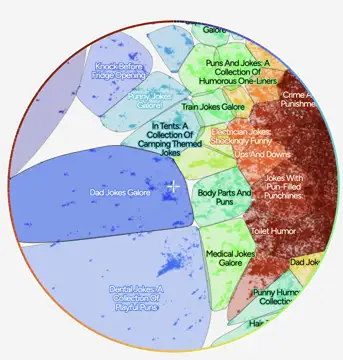 Galore
Puns And Jokes: A
Collection Of
Humorous One-Liners
Knock-Before
Fridge Opening
Punny Jokes
Galore
Train Jokes Galore
Crime A
Punishme
In Tents: A
Collection Of
Camping Themed
Jokes
Electrician Jokes:
Shockingly Funny
Ups And Downs
Dad Jokes Galore
Body Parts And
Puns
Jokes With
Pun-Filled
Punchlines
Toilet Humor
Medical Jokes
Galore
Dad Jok
Dental Jokes: A
Collection Of
Playful Puns
Punny Humor
Collection
Hair